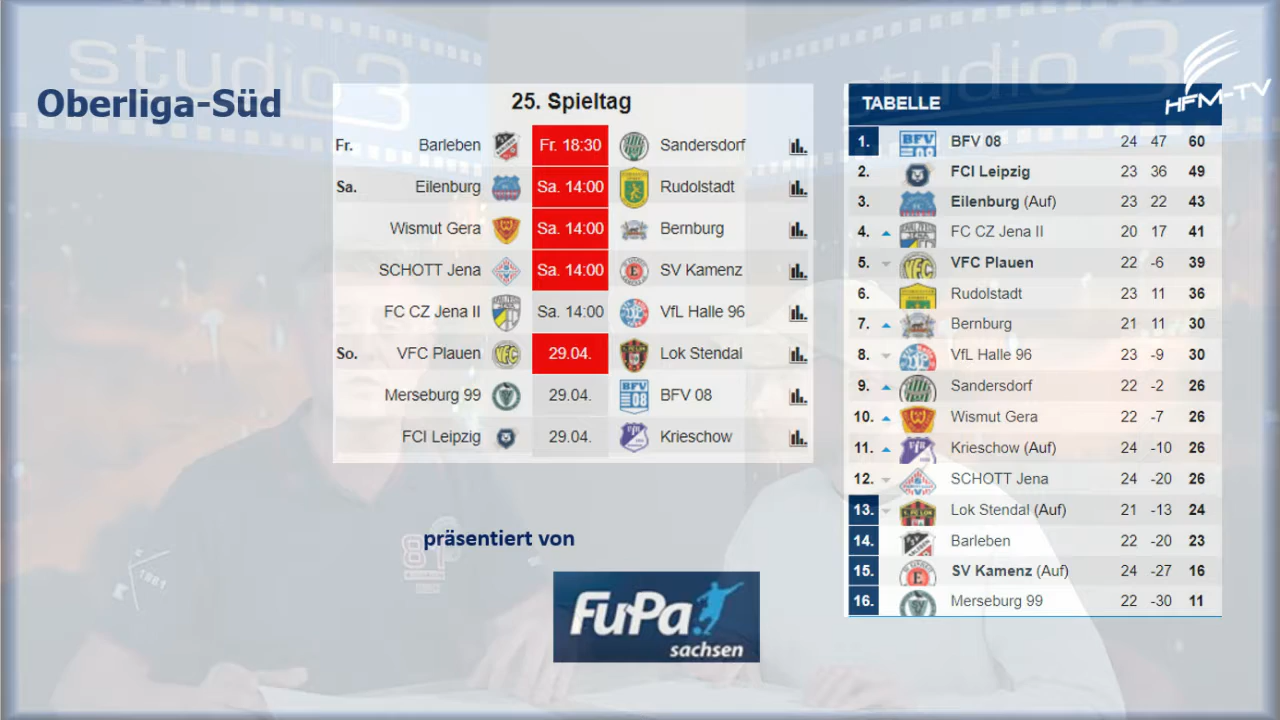 studio 3
studio 3
HFM-TV
Oberliga-Süd
25. Spieltag
Fr. Barleben Fr. 18:30 Sandersdorf
Sa. Eilenburg Sa. 14:00 Rudolstadt
Wismut Gera Sa. 14:00 Bernburg
SCHOTT Jena Sa. 14:00 SV Kamenz
FC CZ Jena II Sa. 14:00 VfL Halle 96
So. VFC Plauen 29.04. Lok Stendal
Merseburg 99 29.04. BFV 08
FCI Leipzig 29.04. Krieschow
TABELLE
1. BFV 08 24 47 60
2. FCI Leipzig 23 36 49
3. Eilenburg (Auf) 23 22 43
4. FC CZ Jena II 20 17 41
5. VFC Plauen 22 -6 39
6. Rudolstadt 23 11 36
7. Bernburg 21 11 30
8. VfL Halle 96 23 -9 30
9. Sandersdorf 22 -2 26
10. Wismut Gera 22 -7 26
11. Krieschow (Auf) 24 -10 26
12. SCHOTT Jena 24 -20 26
13. Lok Stendal (Auf) 21 -13 24
14. Barleben 22 -20 23
15. SV Kamenz (Auf) 24 -27 16
16. Merseburg 99 22 -30 11
präsentiert von
FuPa
sachsen
1861